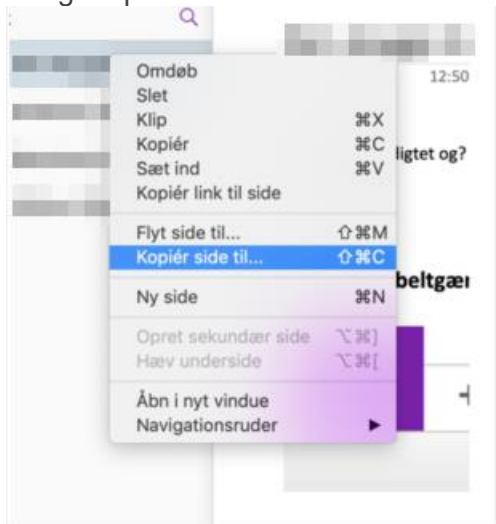 12:50
Omdøb
Slet
Klip ⌘X
Kopiér ⌘C
Sæt ind ⌘V
Kopiér link til side
Flyt side til... ⇧⌘M
Kopiér side til... ⇧⌘C
Ny side ⌘N
Opret sekundær side ⌥⌘]
Hæv underside ⌥⌘[
Åbn i nyt vindue
Navigationsruder ▶
ligtet og?